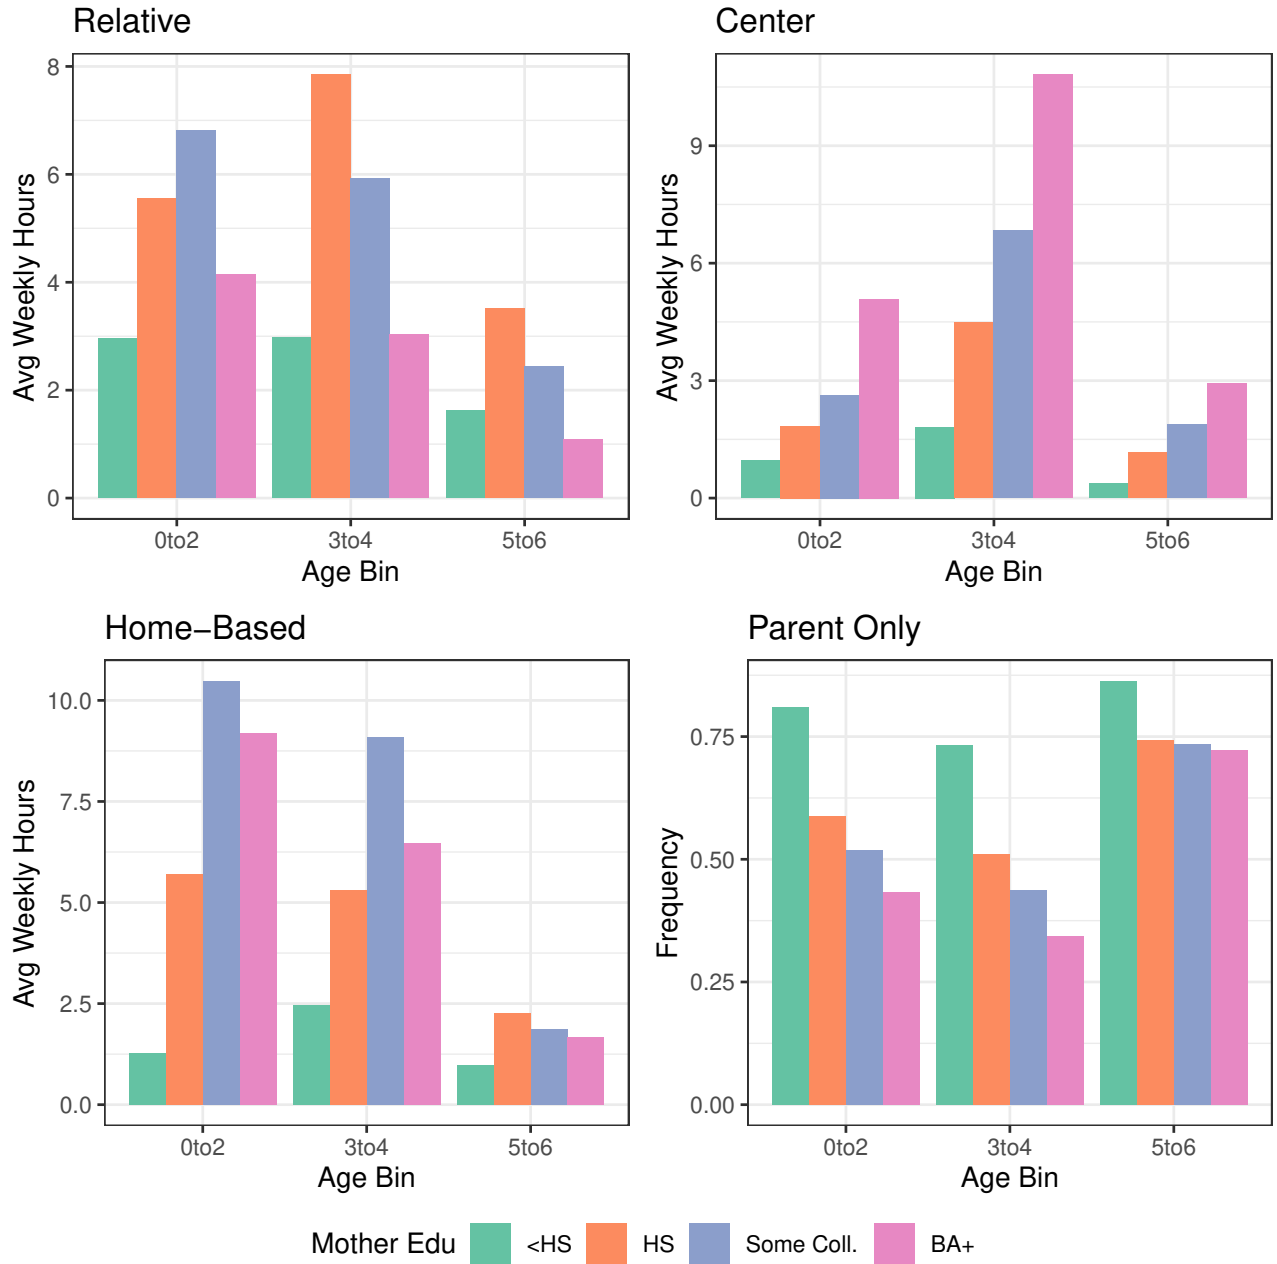 Relative
Avg Weekly Hours
8
6
4
2
0
0to2 3to4 5to6
Age Bin
Center
Avg Weekly Hours
9
6
3
0
0to2 3to4 5to6
Age Bin
Home−Based
Avg Weekly Hours
10.0
7.5
5.0
2.5
0.0
0to2 3to4 5to6
Age Bin
Parent Only
Frequency
0.75
0.50
0.25
0.00
0to2 3to4 5to6
Age Bin
Mother Edu <HS HS Some Coll. BA+